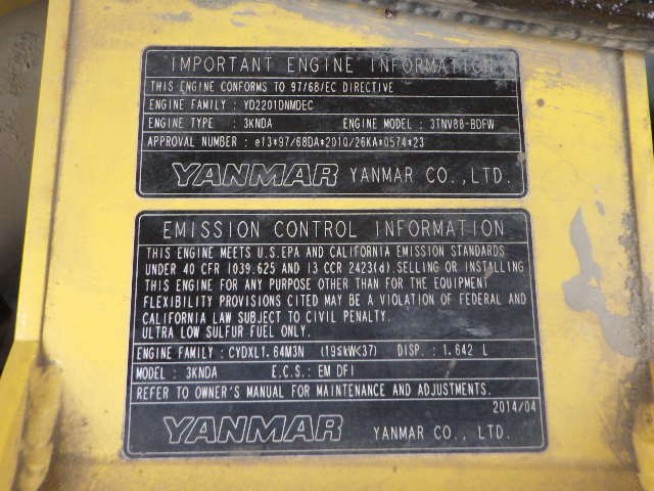 IMPORTANT ENGINE INFORMATION
THIS ENGINE CONFORMS TO 97/68/EC DIRECTIVE
ENGINE FAMILY : YD2201DNMDEC
ENGINE TYPE : 3KNDA ENGINE MODEL : 3TNV88-BDFW
APPROVAL NUMBER : e13*97/68DA*2010/26KA*0574*23
YANMAR YANMAR CO.,LTD.
EMISSION CONTROL INFORMATION
THIS ENGINE MEETS U.S.EPA AND CALIFORNIA EMISSION STANDARDS
UNDER 40 CFR 1039.625 AND 13 CCR 2423(d).SELLING OR INSTALLING
THIS ENGINE FOR ANY PURPOSE OTHER THAN FOR THE EQUIPMENT
FLEXIBILITY PROVISIONS CITED MAY BE A VIOLATION OF FEDERAL AND
CALIFORNIA LAW SUBJECT TO CIVIL PENALTY.
ULTRA LOW SULFUR FUEL ONLY.
ENGINE FAMILY : CYDXL1.64M3N (19≤kW<37) DISP. : 1.642 L
MODEL : 3KNDA E.C.S.: EM DFI
REFER TO OWNER'S MANUAL FOR MAINTENANCE AND ADJUSTMENTS.
2014/04
YANMAR YANMAR CO., LTD.